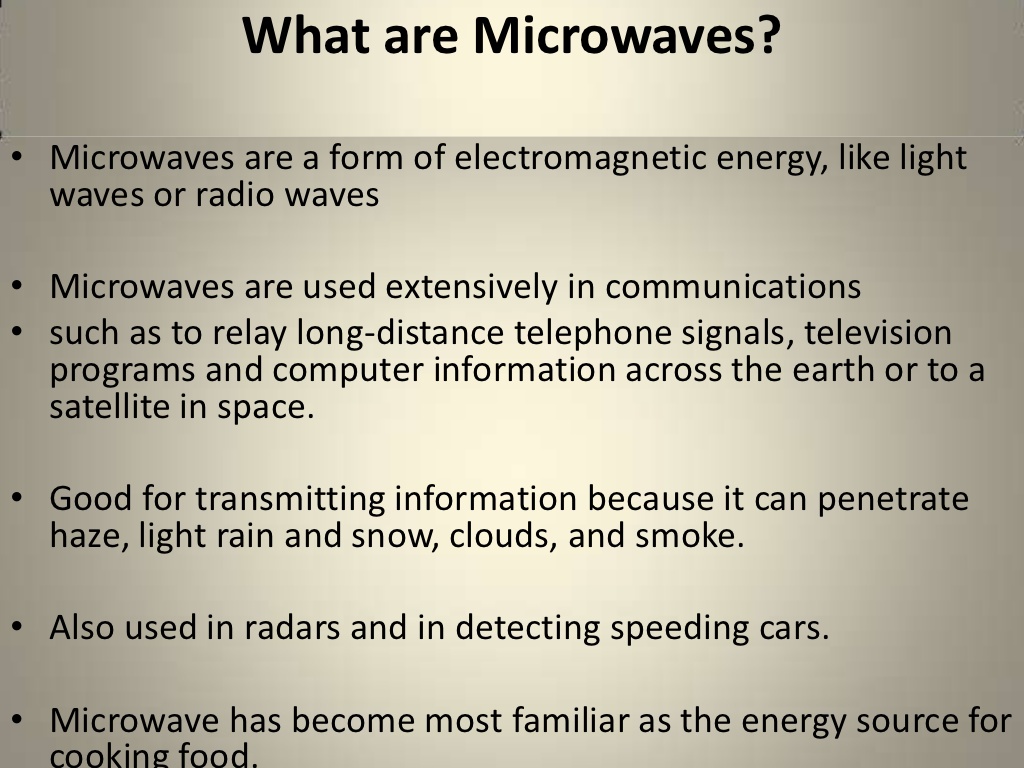 What are Microwaves?
• Microwaves are a form of electromagnetic energy, like light
waves or radio waves
• Microwaves are used extensively in communications
• such as to relay long-distance telephone signals, television
programs and computer information across the earth or to a
satellite in space.
• Good for transmitting information because it can penetrate
haze, light rain and snow, clouds, and smoke.
• Also used in radars and in detecting speeding cars.
• Microwave has become most familiar as the energy source for
cooking food.